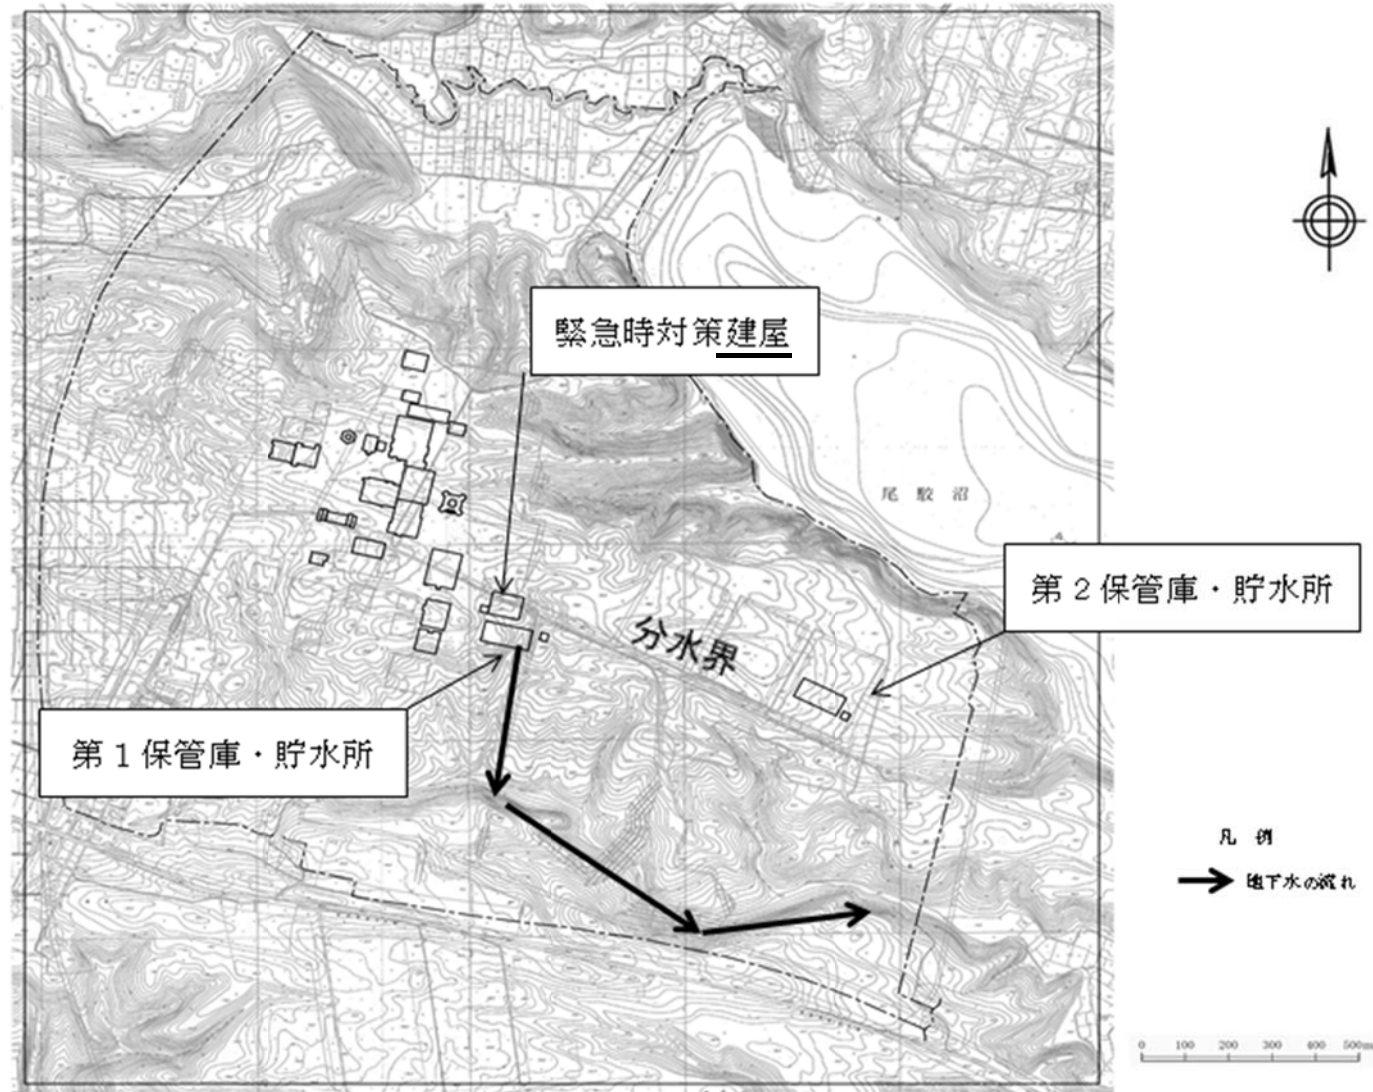 緊急時対策建屋
尾駮沼
第2保管庫・貯水所
分水界
第1保管庫・貯水所
凡例
地下水の流れ
0 100 200 300 400 500m